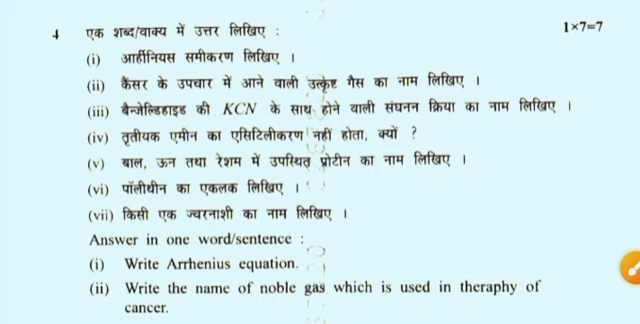 4 एक शब्द/वाक्य में उत्तर लिखिए : 1×7=7
(i) आर्हीनियस समीकरण लिखिए ।
(ii) कैंसर के उपचार में आने वाली उत्कृष्ट गैस का नाम लिखिए ।
(iii) बैन्जेल्डिहाइड की KCN के साथ होने वाली संघनन क्रिया का नाम लिखिए ।
(iv) तृतीयक एमीन का एसिटिलीकरण नहीं होता, क्यों ?
(v) बाल, ऊन तथा रेशम में उपस्थित प्रोटीन का नाम लिखिए ।
(vi) पॉलीथीन का एकलक लिखिए ।
(vii) किसी एक ज्वरनाशी का नाम लिखिए ।
Answer in one word/sentence :
(i) Write Arrhenius equation.
(ii) Write the name of noble gas which is used in theraphy of
cancer.